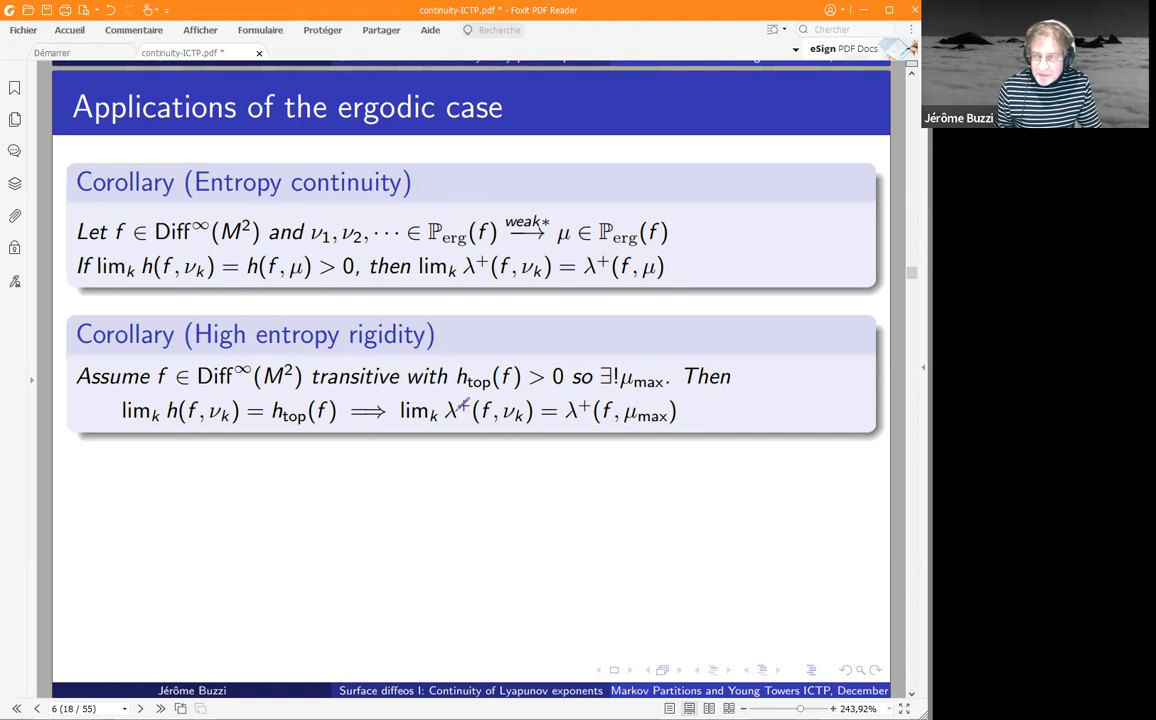 continuity-ICTP.pdf * - Foxit PDF Reader
Fichier Accueil Commentaire Afficher Formulaire Protéger Partager Aide Recherche Chercher
Démarrer continuity-ICTP.pdf * eSign PDF Docs
Applications of the ergodic case
Corollary (Entropy continuity)
Let f ∈ Diff^∞(M²) and ν₁, ν₂, ⋯ ∈ ℙ_erg(f) →^{weak∗} μ ∈ ℙ_erg(f)
If lim_k h(f, ν_k) = h(f, μ) > 0, then lim_k λ⁺(f, ν_k) = λ⁺(f, μ)
Corollary (High entropy rigidity)
Assume f ∈ Diff^∞(M²) transitive with h_top(f) > 0 so ∃!μ_max. Then
lim_k h(f, ν_k) = h_top(f) ⟹ lim_k λ⁺(f, ν_k) = λ⁺(f, μ_max)
Jérôme Buzzi Surface diffeos I: Continuity of Lyapunov exponents Markov Partitions and Young Towers ICTP, December
6 (18 / 55) 243,92%
Jérôme Buzzi